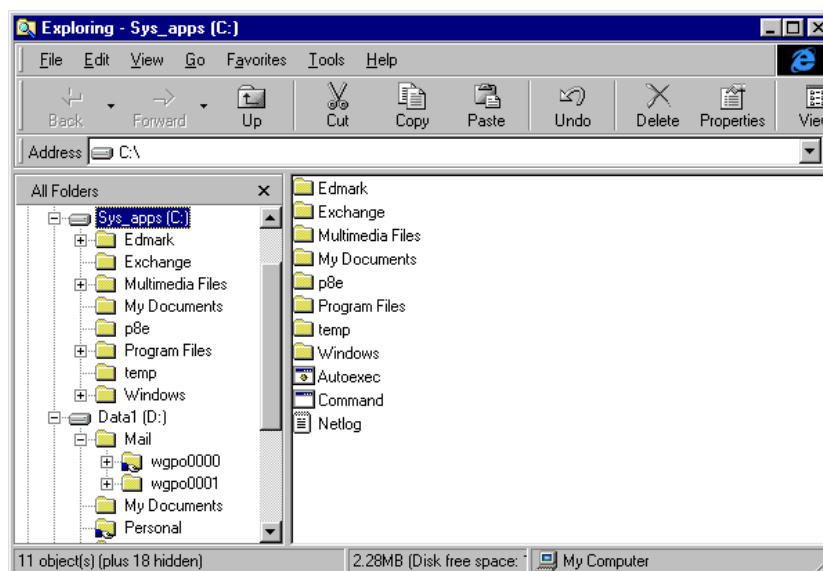 Exploring - Sys_apps (C:)
File Edit View Go Favorites Tools Help
Back Forward Up Cut Copy Paste Undo Delete Properties
Address C:\
All Folders
Sys_apps (C:)
Edmark
Exchange
Multimedia Files
My Documents
p8e
Program Files
temp
Windows
Data1 (D:)
Mail
wgpo0000
wgpo0001
My Documents
Personal
Edmark
Exchange
Multimedia Files
My Documents
p8e
Program Files
temp
Windows
Autoexec
Command
Netlog
11 object(s) (plus 18 hidden) 2.28MB (Disk free space: My Computer